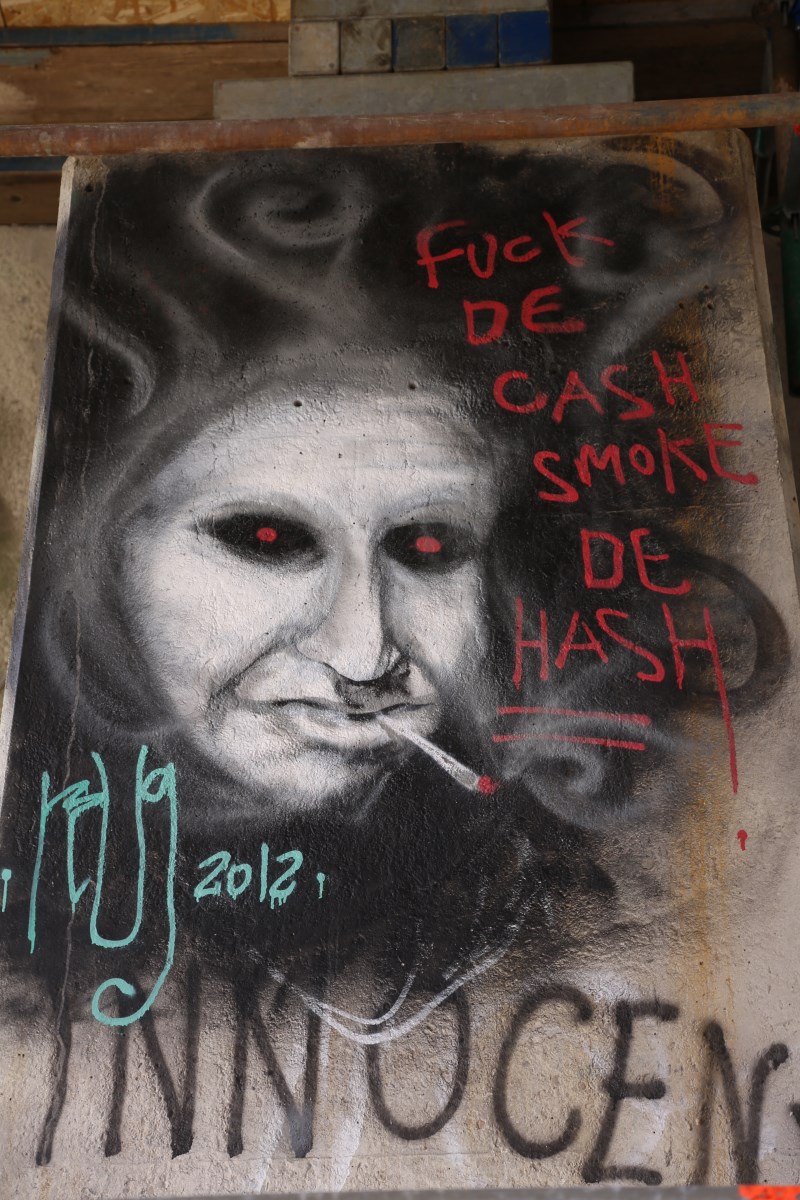 FUCK
DE
CASH
SMOKE
DE
HASH
2012.
INNOCEN